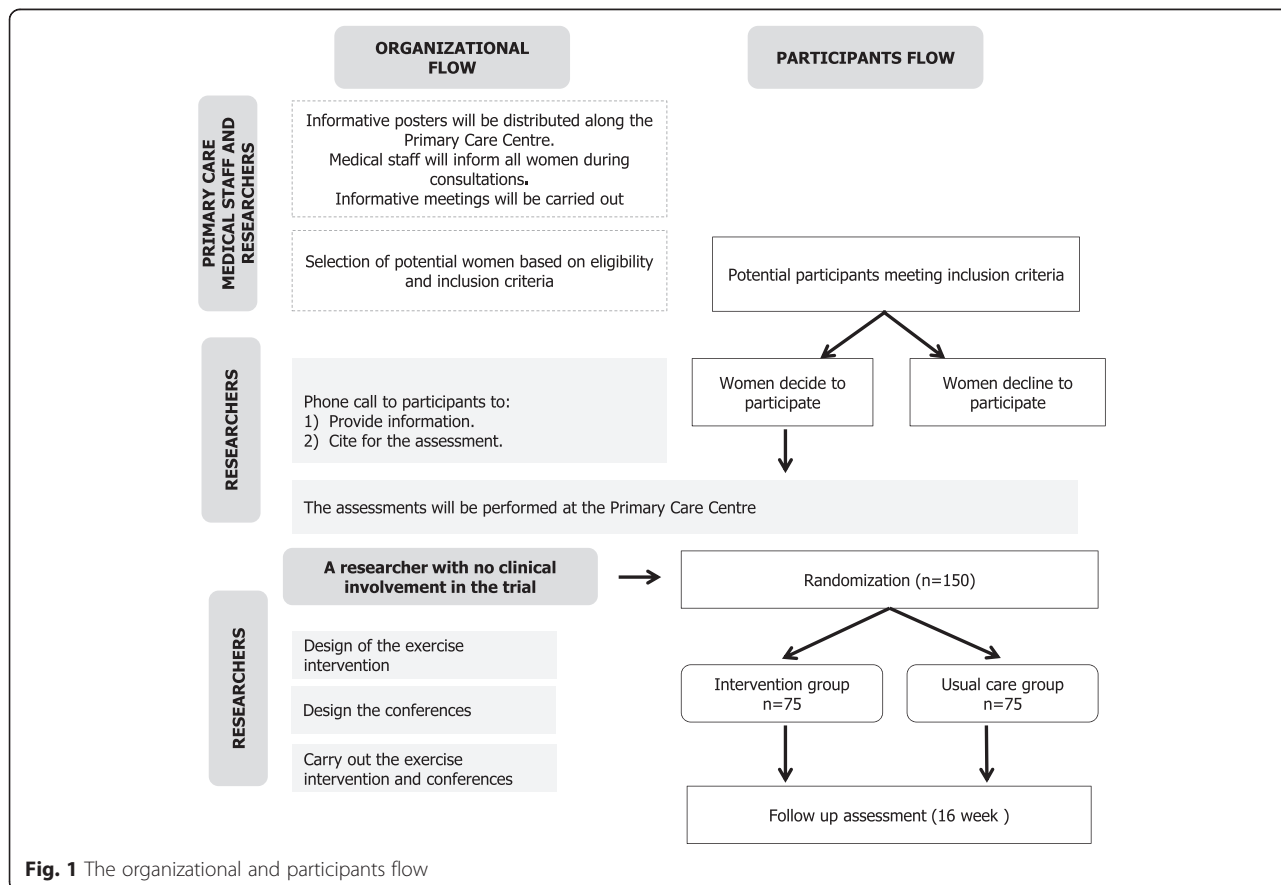 ORGANIZATIONAL
FLOW
PARTICIPANTS FLOW
PRIMARY CARE
MEDICAL STAFF AND
RESEARCHERS
Informative posters will be distributed along the
Primary Care Centre.
Medical staff will inform all women during
consultations.
Informative meetings will be carried out
Selection of potential women based on eligibility
and inclusion criteria
Potential participants meeting inclusion criteria
RESEARCHERS
Phone call to participants to:
1) Provide information.
2) Cite for the assessment.
Women decide to
participate
Women decline to
participate
The assessments will be performed at the Primary Care Centre
A researcher with no clinical
involvement in the trial
Randomization (n=150)
RESEARCHERS
Design of the exercise
intervention
Design the conferences
Carry out the exercise
intervention and conferences
Intervention group
n=75
Usual care group
n=75
Follow up assessment (16 week )
Fig. 1 The organizational and participants flow